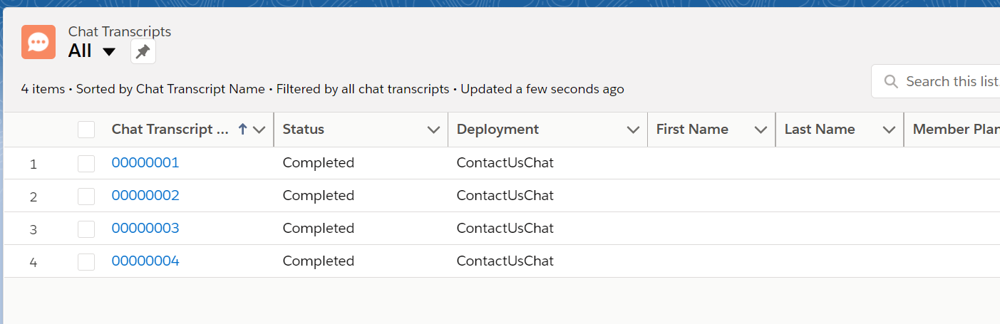 Chat Transcripts
All
4 items • Sorted by Chat Transcript Name • Filtered by all chat transcripts • Updated a few seconds ago
Search this list
Chat Transcript ... Status Deployment First Name Last Name Member Plan
1 00000001 Completed ContactUsChat
2 00000002 Completed ContactUsChat
3 00000003 Completed ContactUsChat
4 00000004 Completed ContactUsChat